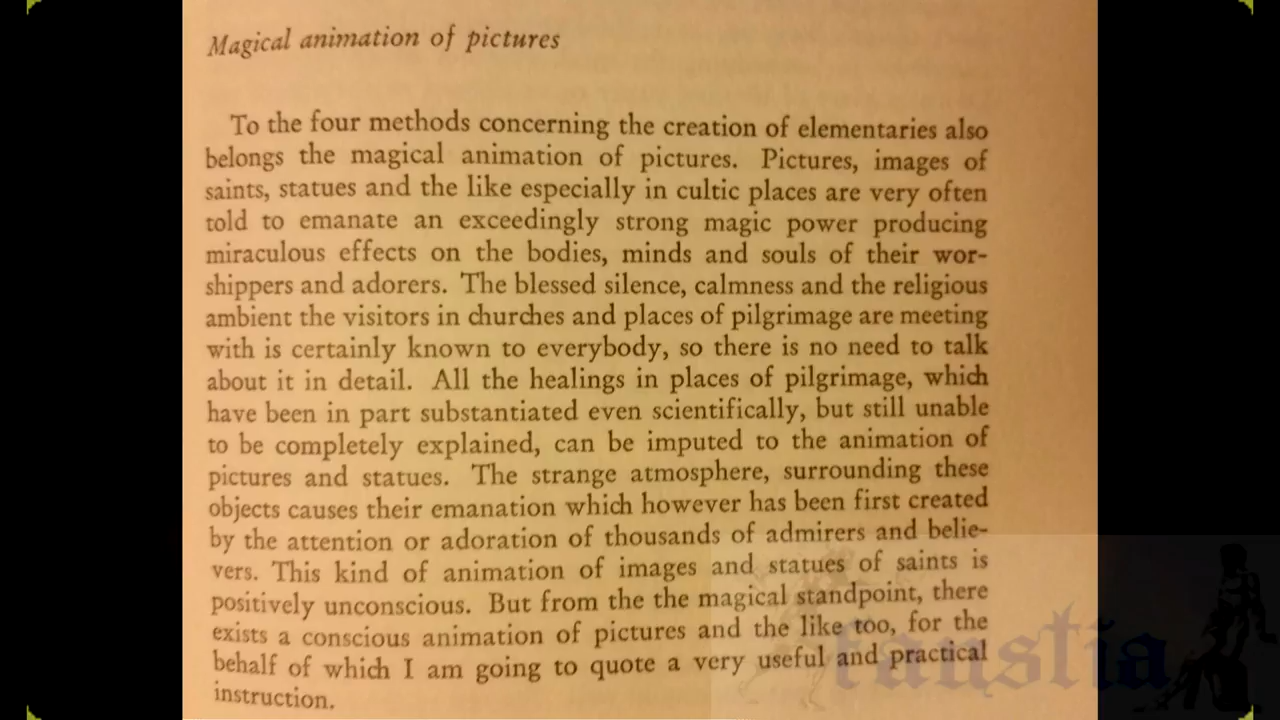 Magical animation of pictures
To the four methods concerning the creation of elementaries also
belongs the magical animation of pictures. Pictures, images of
saints, statues and the like especially in cultic places are very often
told to emanate an exceedingly strong magic power producing
miraculous effects on the bodies, minds and souls of their wor-
shippers and adorers. The blessed silence, calmness and the religious
ambient the visitors in churches and places of pilgrimage are meeting
with is certainly known to everybody, so there is no need to talk
about it in detail. All the healings in places of pilgrimage, which
have been in part substantiated even scientifically, but still unable
to be completely explained, can be imputed to the animation of
pictures and statues. The strange atmosphere, surrounding these
objects causes their emanation which however has been first created
by the attention or adoration of thousands of admirers and belie-
vers. This kind of animation of images and statues of saints is
positively unconscious. But from the the magical standpoint, there
exists a conscious animation of pictures and the like too, for the
behalf of which I am going to quote a very useful and practical
instruction.
faustia